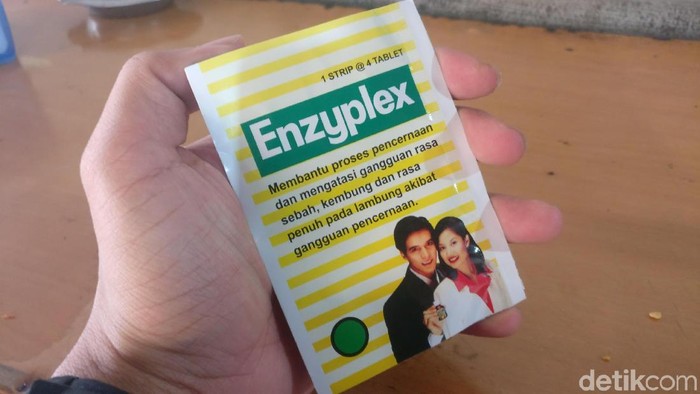 1 STRIP @ 4 TABLET
Enzyplex
Membantu proses pencernaan
dan mengatasi gangguan rasa
sebah, kembung dan rasa
penuh pada lambung akibat
gangguan pencernaan.
detikcom